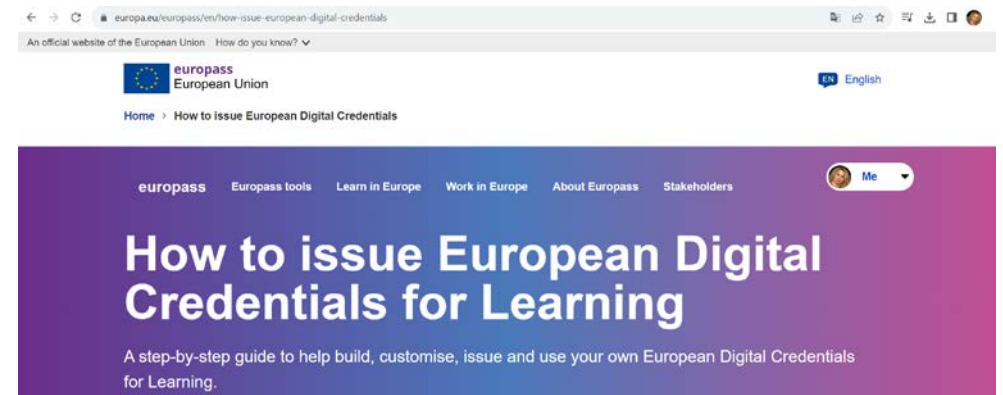 europa.eu/europass/en/how-issue-european-digital-credentials
An official website of the European Union How do you know?
europass
European Union
EN English
Home > How to issue European Digital Credentials
europass Europass tools Learn in Europe Work in Europe About Europass Stakeholders Me
How to issue European Digital
Credentials for Learning
A step-by-step guide to help build, customise, issue and use your own European Digital Credentials
for Learning.